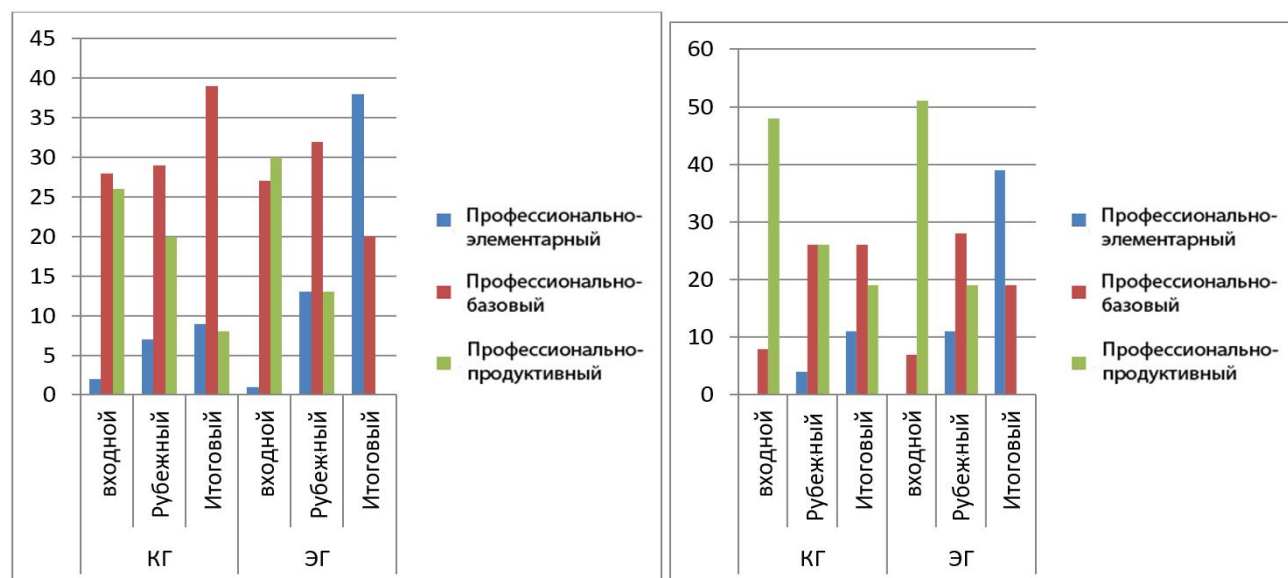 45
40
35
30
25
20
15
10
5
0
входной
Рубежный
Итоговый
входной
Рубежный
Итоговый
КГ
ЭГ
Профессионально-
элементарный
Профессионально-
базовый
Профессионально-
продуктивный
60
50
40
30
20
10
0
входной
Рубежный
Итоговый
входной
Рубежный
Итоговый
КГ
ЭГ
Профессионально-
элементарный
Профессионально-
базовый
Профессионально-
продуктивный